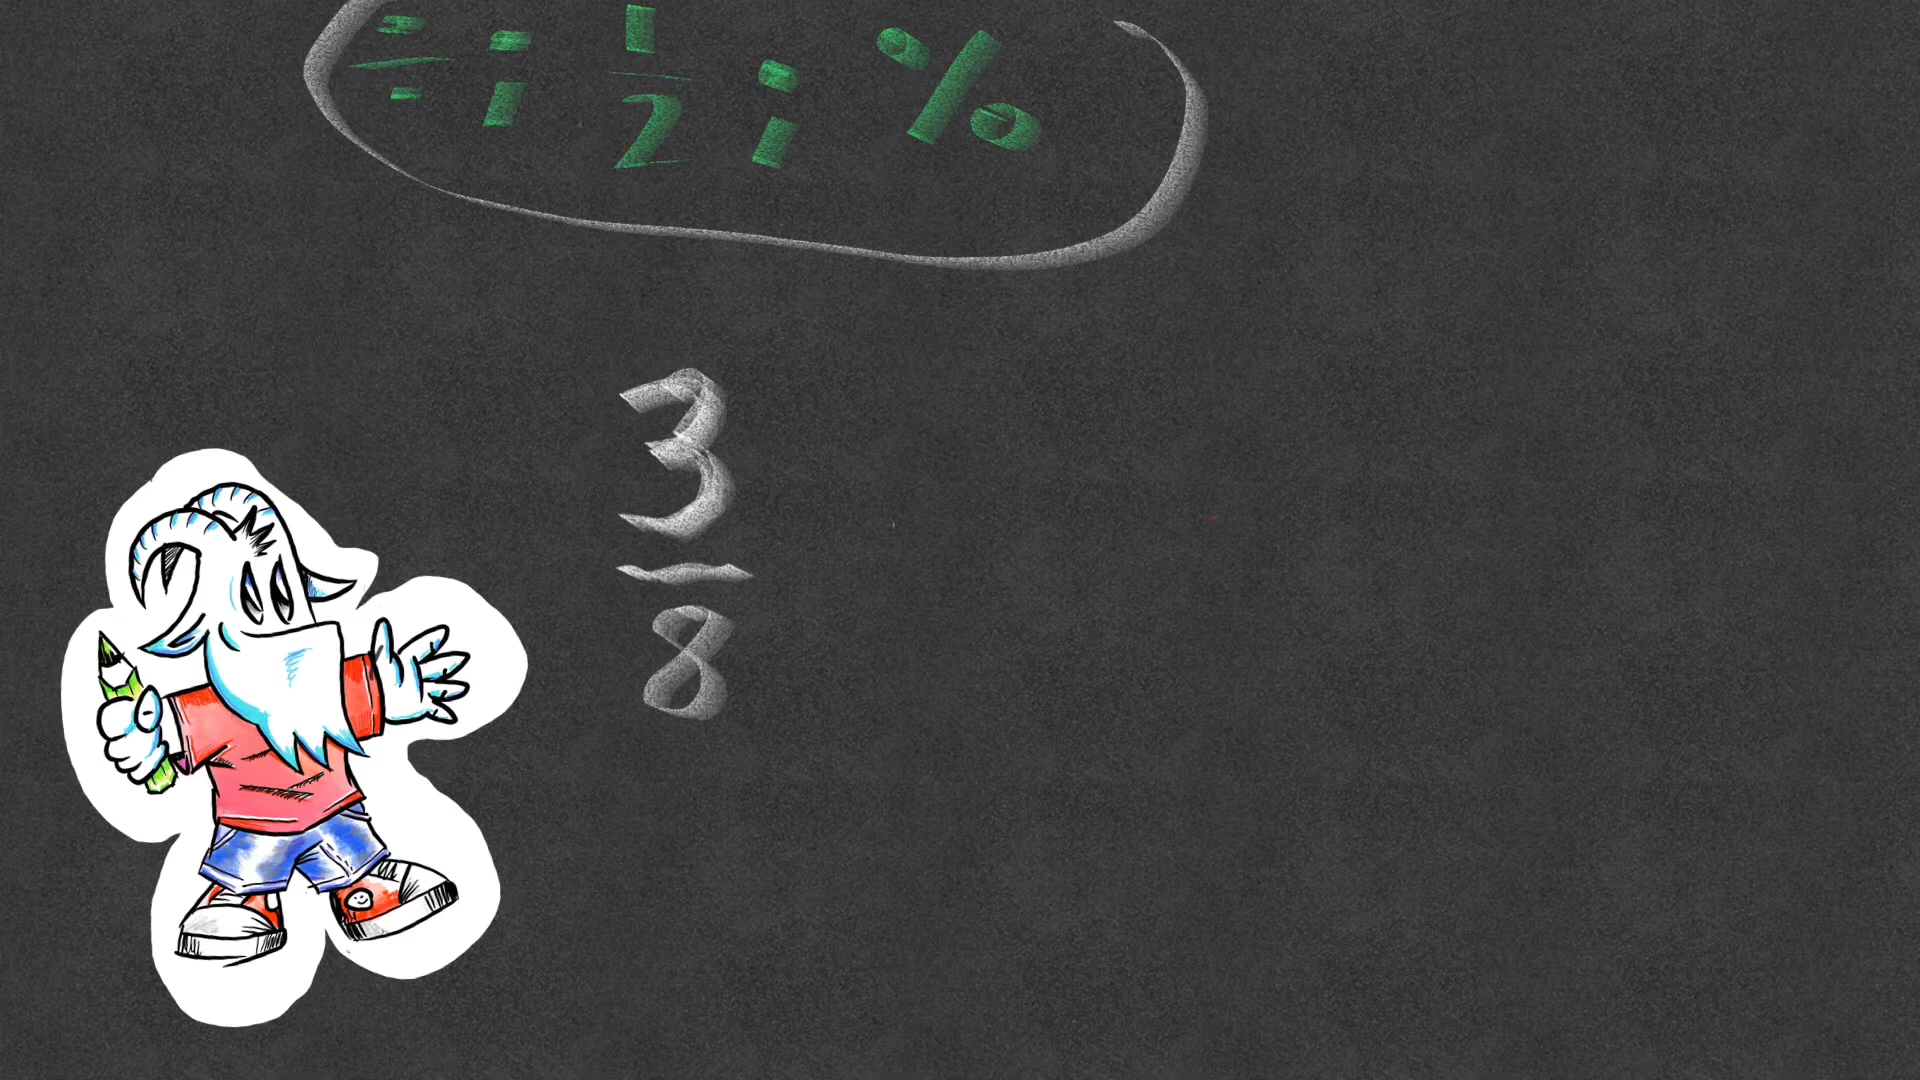 ÷ ; 1/2 ; %
3/8